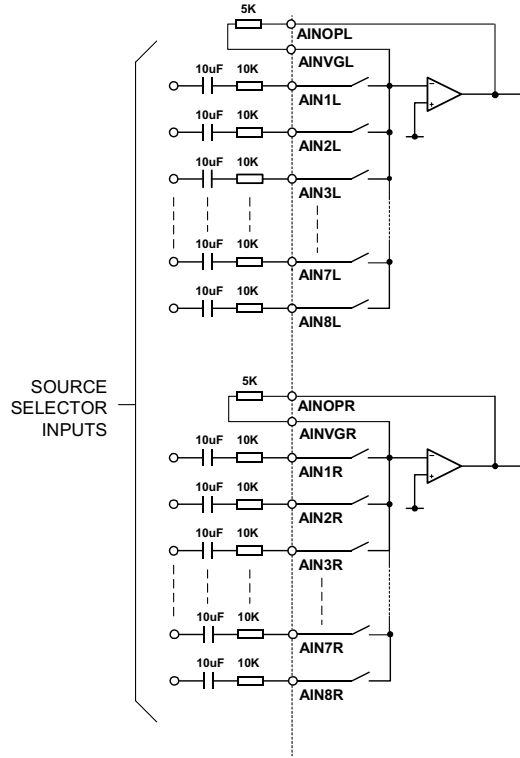 5K
AINOPL
AINVGL
10uF 10K
AIN1L
10uF 10K
AIN2L
10uF 10K
AIN3L
10uF 10K
AIN7L
10uF 10K
AIN8L
SOURCE
SELECTOR
INPUTS
5K
AINOPR
AINVGR
10uF 10K
AIN1R
10uF 10K
AIN2R
10uF 10K
AIN3R
10uF 10K
AIN7R
10uF 10K
AIN8R